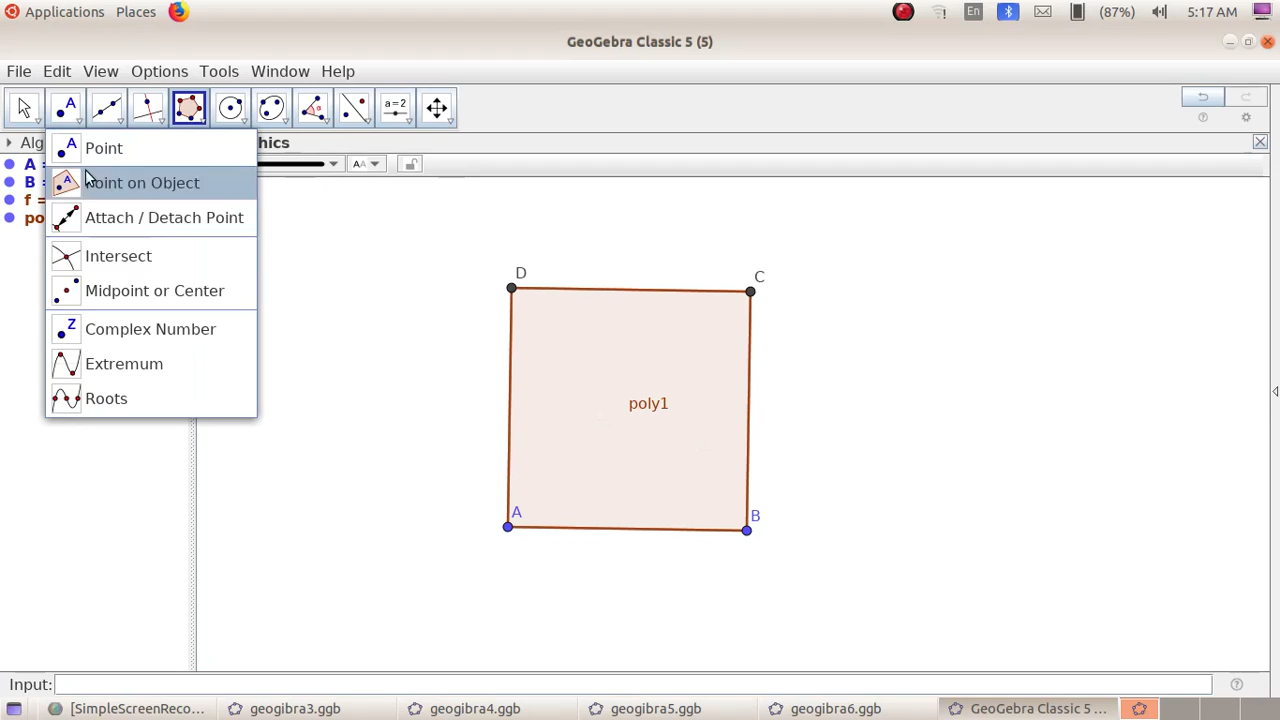 Applications Places En (87%) 5:17 AM
GeoGebra Classic 5 (5)
File Edit View Options Tools Window Help
A α a=2
Alg hics
A Point
A =
AA
A Point on Object
B =
f =
Attach / Detach Point
po
Intersect
Midpoint or Center
D C
Z Complex Number
Extremum
Roots
poly1
A B
Input:
[SimpleScreenReco... geogibra3.ggb geogibra4.ggb geogibra5.ggb geogibra6.ggb GeoGebra Classic 5 ...